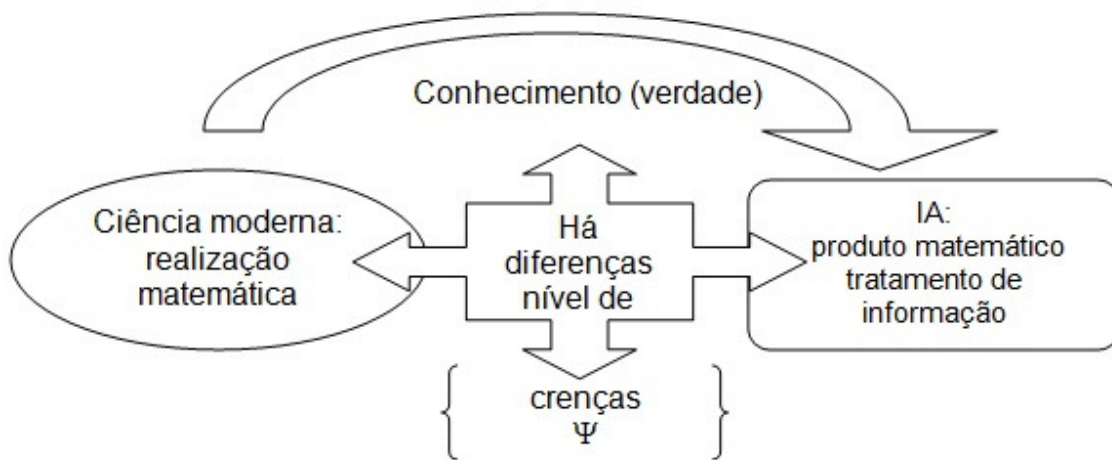 Conhecimento (verdade)
Ciência moderna:
realização
matemática
Há
diferenças
nível de
IA:
produto matemático
tratamento de
informação
crenças
Ψ